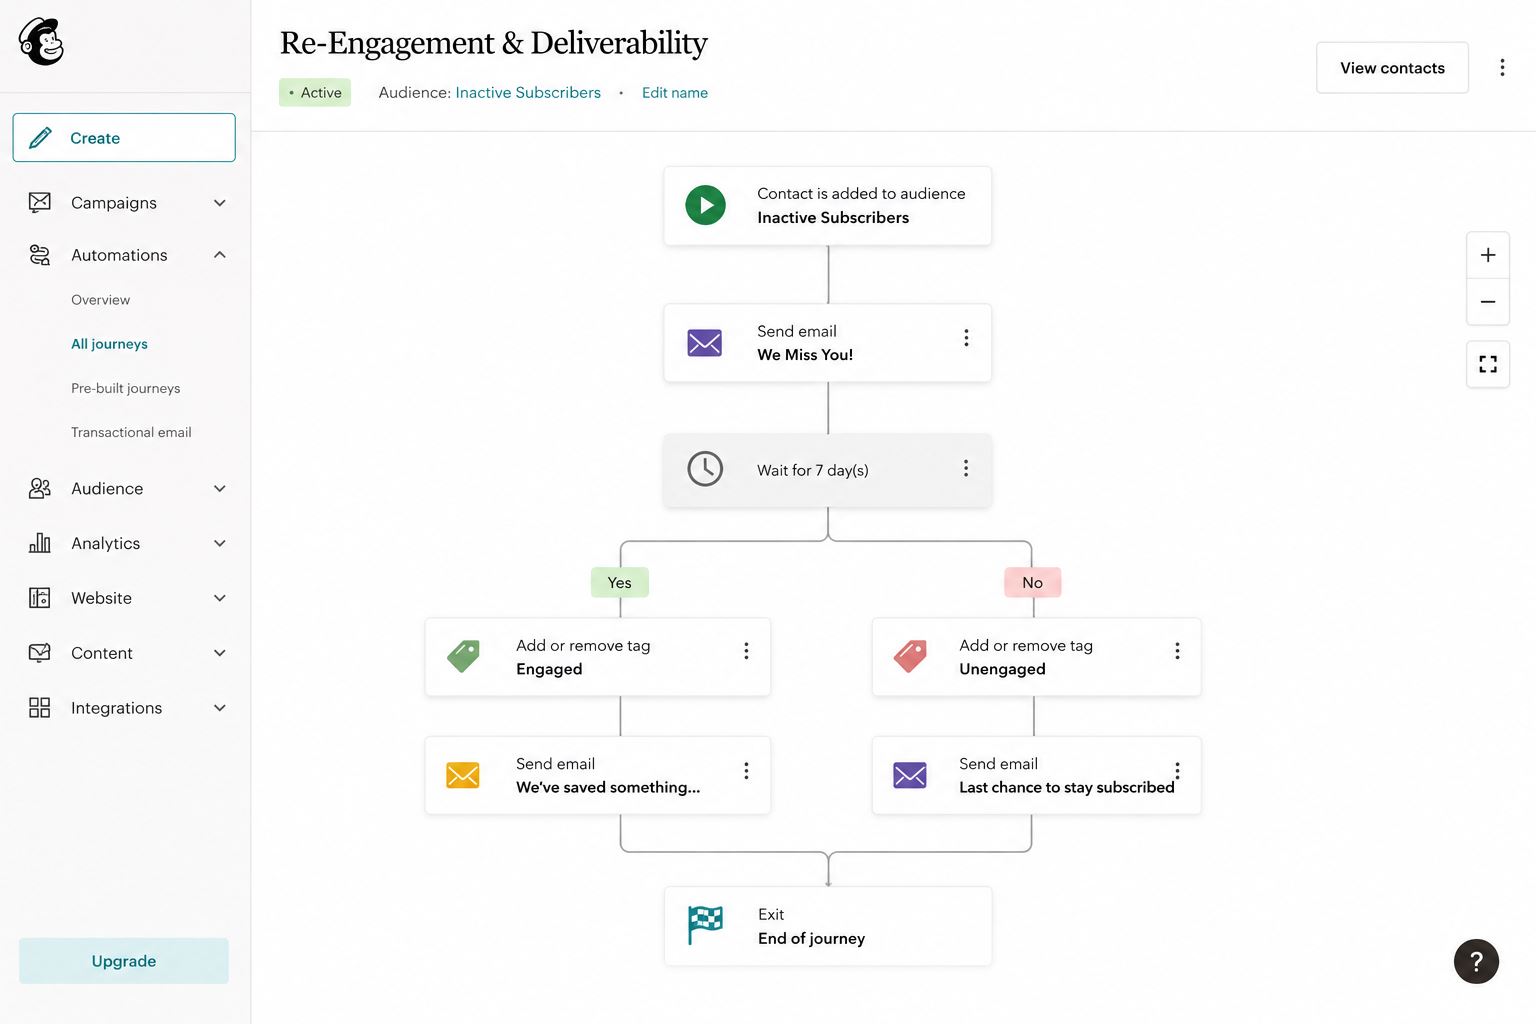 Re-Engagement & Deliverability
• Active
Audience: Inactive Subscribers • Edit name
View contacts
Create
Campaigns
Automations
Overview
All journeys
Pre-built journeys
Transactional email
Audience
Analytics
Website
Content
Integrations
Upgrade
Contact is added to audience
Inactive Subscribers
Send email
We Miss You!
Wait for 7 day(s)
Yes
No
Add or remove tag
Engaged
Add or remove tag
Unengaged
Send email
We've saved something...
Send email
Last chance to stay subscribed
Exit
End of journey
+
−
?